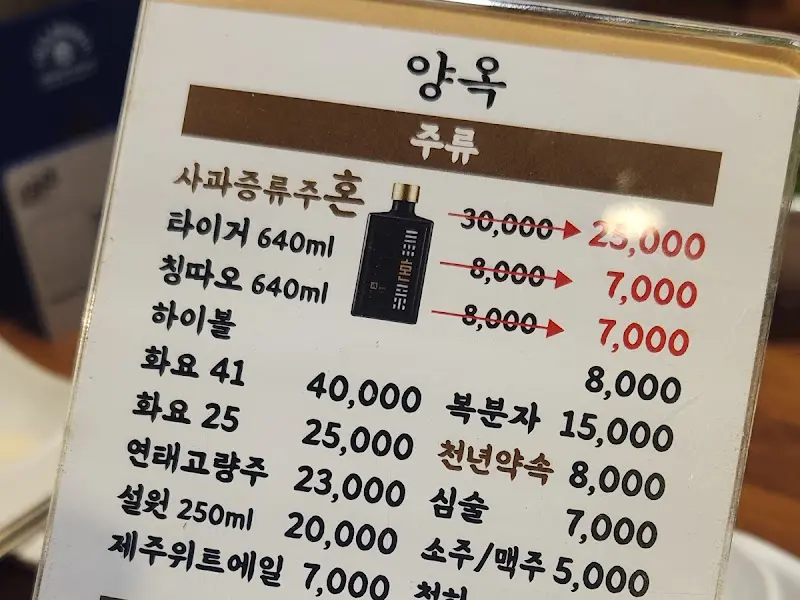 양옥
주류
사과증류주 혼 30,000 25,000
타이거 640ml 8,000 7,000
칭따오 640ml 8,000 7,000
하이볼 8,000
화요 41 40,000 복분자 15,000
화요 25 25,000 천년약속 8,000
연태고량주 23,000 심술 7,000
설원 250ml 20,000 소주/맥주 5,000
제주위트에일 7,000